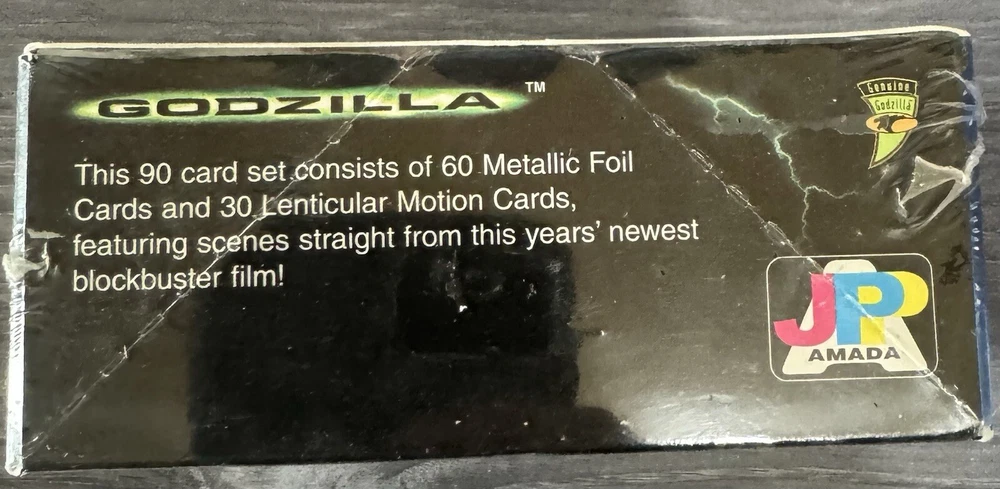 GODZILLA™
Genuine
Godzilla
This 90 card set consists of 60 Metallic Foil
Cards and 30 Lenticular Motion Cards,
featuring scenes straight from this years' newest
blockbuster film!
JPP
AMADA